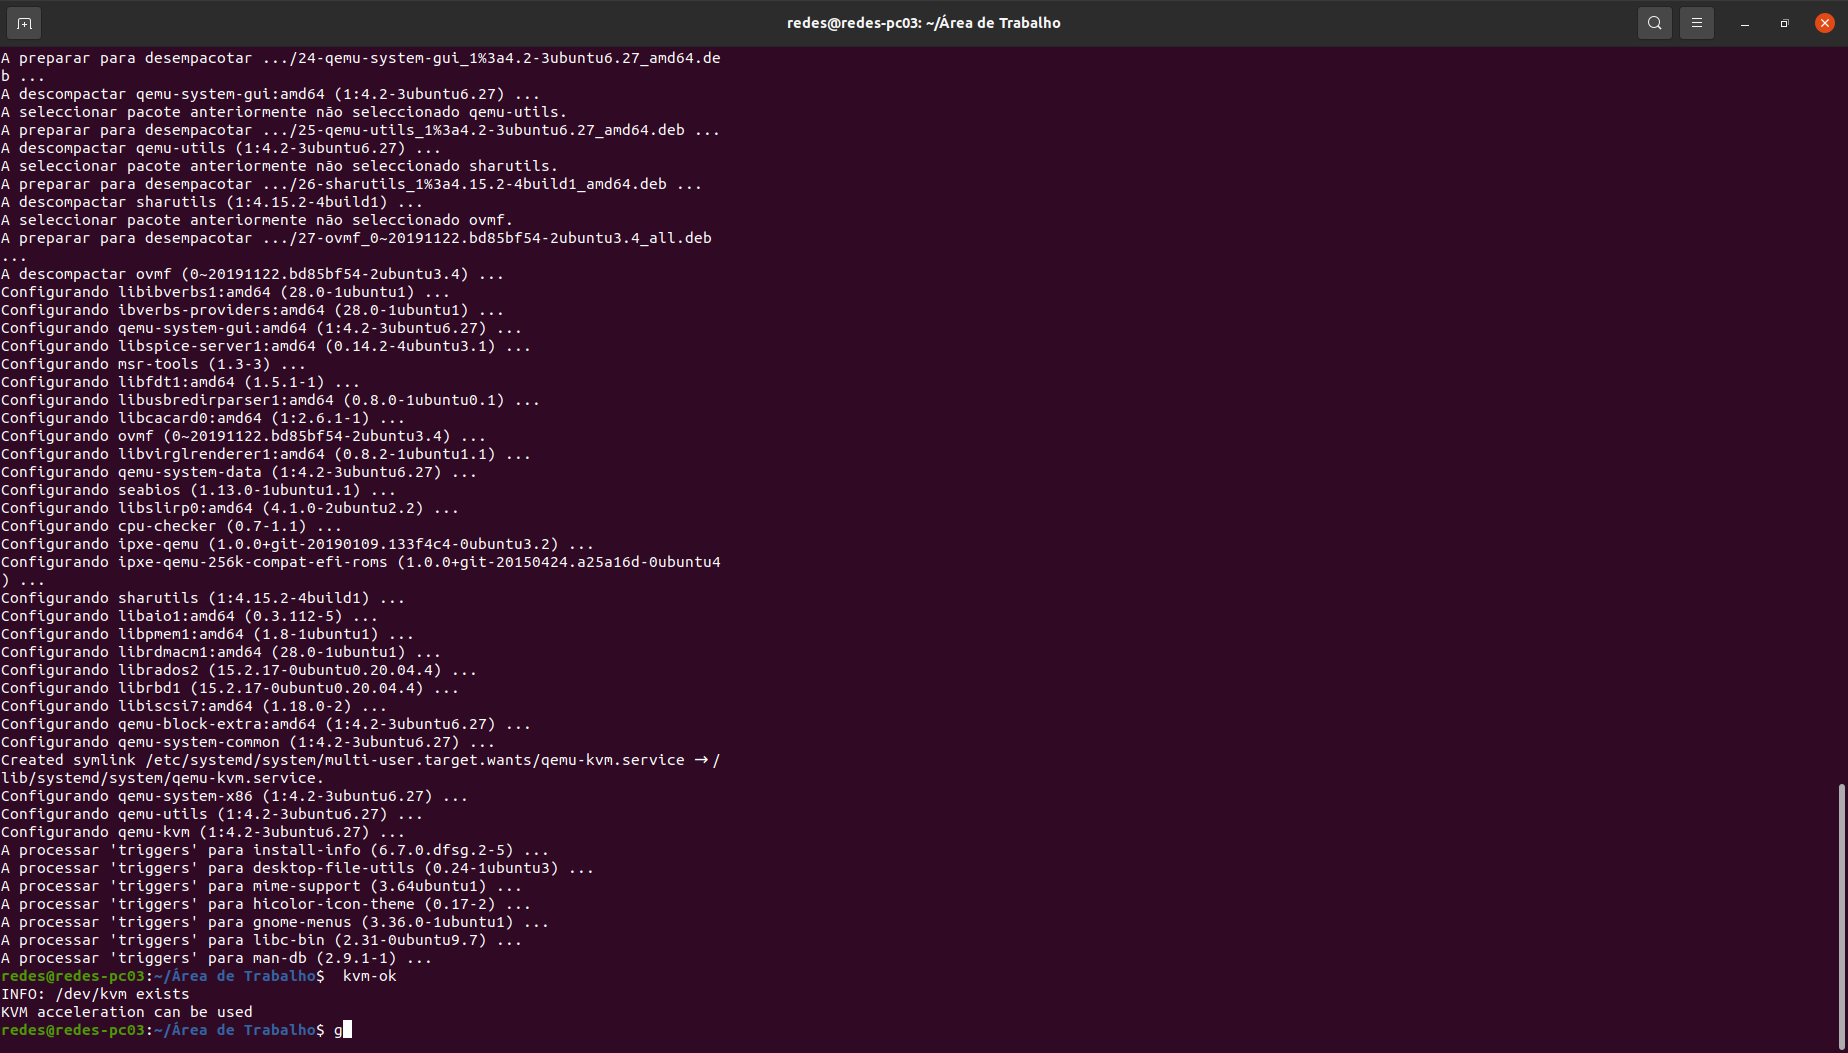 redes@redes-pc03: ~/Área de Trabalho
A preparar para desempacotar .../24-qemu-system-gui_1%3a4.2-3ubuntu6.27_amd64.de
b ...
A descompactar qemu-system-gui:amd64 (1:4.2-3ubuntu6.27) ...
A seleccionar pacote anteriormente não seleccionado qemu-utils.
A preparar para desempacotar .../25-qemu-utils_1%3a4.2-3ubuntu6.27_amd64.deb ...
A descompactar qemu-utils (1:4.2-3ubuntu6.27) ...
A seleccionar pacote anteriormente não seleccionado sharutils.
A preparar para desempacotar .../26-sharutils_1%3a4.15.2-4build1_amd64.deb ...
A descompactar sharutils (1:4.15.2-4build1) ...
A seleccionar pacote anteriormente não seleccionado ovmf.
A preparar para desempacotar .../27-ovmf_0~20191122.bd85bf54-2ubuntu3.4_all.deb
...
A descompactar ovmf (0~20191122.bd85bf54-2ubuntu3.4) ...
Configurando libibverbs1:amd64 (28.0-1ubuntu1) ...
Configurando ibverbs-providers:amd64 (28.0-1ubuntu1) ...
Configurando qemu-system-gui:amd64 (1:4.2-3ubuntu6.27) ...
Configurando libspice-server1:amd64 (0.14.2-4ubuntu3.1) ...
Configurando msr-tools (1.3-3) ...
Configurando libfdt1:amd64 (1.5.1-1) ...
Configurando libusbredirparser1:amd64 (0.8.0-1ubuntu0.1) ...
Configurando libcacard0:amd64 (1:2.6.1-1) ...
Configurando ovmf (0~20191122.bd85bf54-2ubuntu3.4) ...
Configurando libvirglrenderer1:amd64 (0.8.2-1ubuntu1.1) ...
Configurando qemu-system-data (1:4.2-3ubuntu6.27) ...
Configurando seabios (1.13.0-1ubuntu1.1) ...
Configurando libslirp0:amd64 (4.1.0-2ubuntu2.2) ...
Configurando cpu-checker (0.7-1.1) ...
Configurando ipxe-qemu (1.0.0+git-20190109.133f4c4-0ubuntu3.2) ...
Configurando ipxe-qemu-256k-compat-efi-roms (1.0.0+git-20150424.a25a16d-0ubuntu4
) ...
Configurando sharutils (1:4.15.2-4build1) ...
Configurando libaio1:amd64 (0.3.112-5) ...
Configurando libpmem1:amd64 (1.8-1ubuntu1) ...
Configurando librdmacm1:amd64 (28.0-1ubuntu1) ...
Configurando librados2 (15.2.17-0ubuntu0.20.04.4) ...
Configurando librbd1 (15.2.17-0ubuntu0.20.04.4) ...
Configurando libiscsi7:amd64 (1.18.0-2) ...
Configurando qemu-block-extra:amd64 (1:4.2-3ubuntu6.27) ...
Configurando qemu-system-common (1:4.2-3ubuntu6.27) ...
Created symlink /etc/systemd/system/multi-user.target.wants/qemu-kvm.service → /
lib/systemd/system/qemu-kvm.service.
Configurando qemu-system-x86 (1:4.2-3ubuntu6.27) ...
Configurando qemu-utils (1:4.2-3ubuntu6.27) ...
Configurando qemu-kvm (1:4.2-3ubuntu6.27) ...
A processar 'triggers' para install-info (6.7.0.dfsg.2-5) ...
A processar 'triggers' para desktop-file-utils (0.24-1ubuntu3) ...
A processar 'triggers' para mime-support (3.64ubuntu1) ...
A processar 'triggers' para hicolor-icon-theme (0.17-2) ...
A processar 'triggers' para gnome-menus (3.36.0-1ubuntu1) ...
A processar 'triggers' para libc-bin (2.31-0ubuntu9.7) ...
A processar 'triggers' para man-db (2.9.1-1) ...
redes@redes-pc03:~/Área de Trabalho$  kvm-ok
INFO: /dev/kvm exists
KVM acceleration can be used
redes@redes-pc03:~/Área de Trabalho$ g